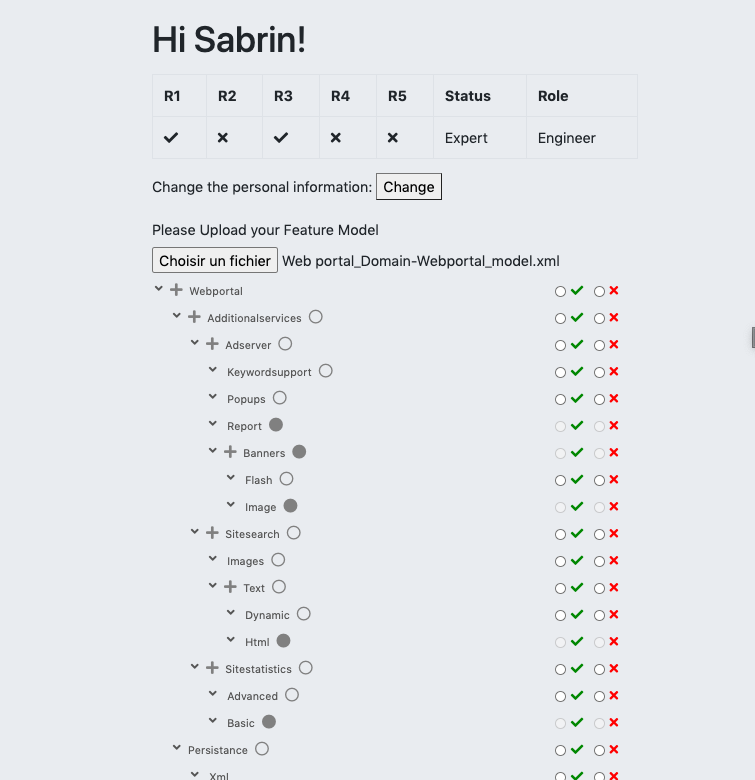 Hi Sabrin!
R1 R2 R3 R4 R5 Status Role
Expert Engineer
Change the personal information: Change
Please Upload your Feature Model
Choisir un fichier Web portal_Domain-Webportal_model.xml
Webportal
Additionalservices
Adserver
Keywordsupport
Popups
Report
Banners
Flash
Image
Sitesearch
Images
Text
Dynamic
Html
Sitestatistics
Advanced
Basic
Persistance
Xml